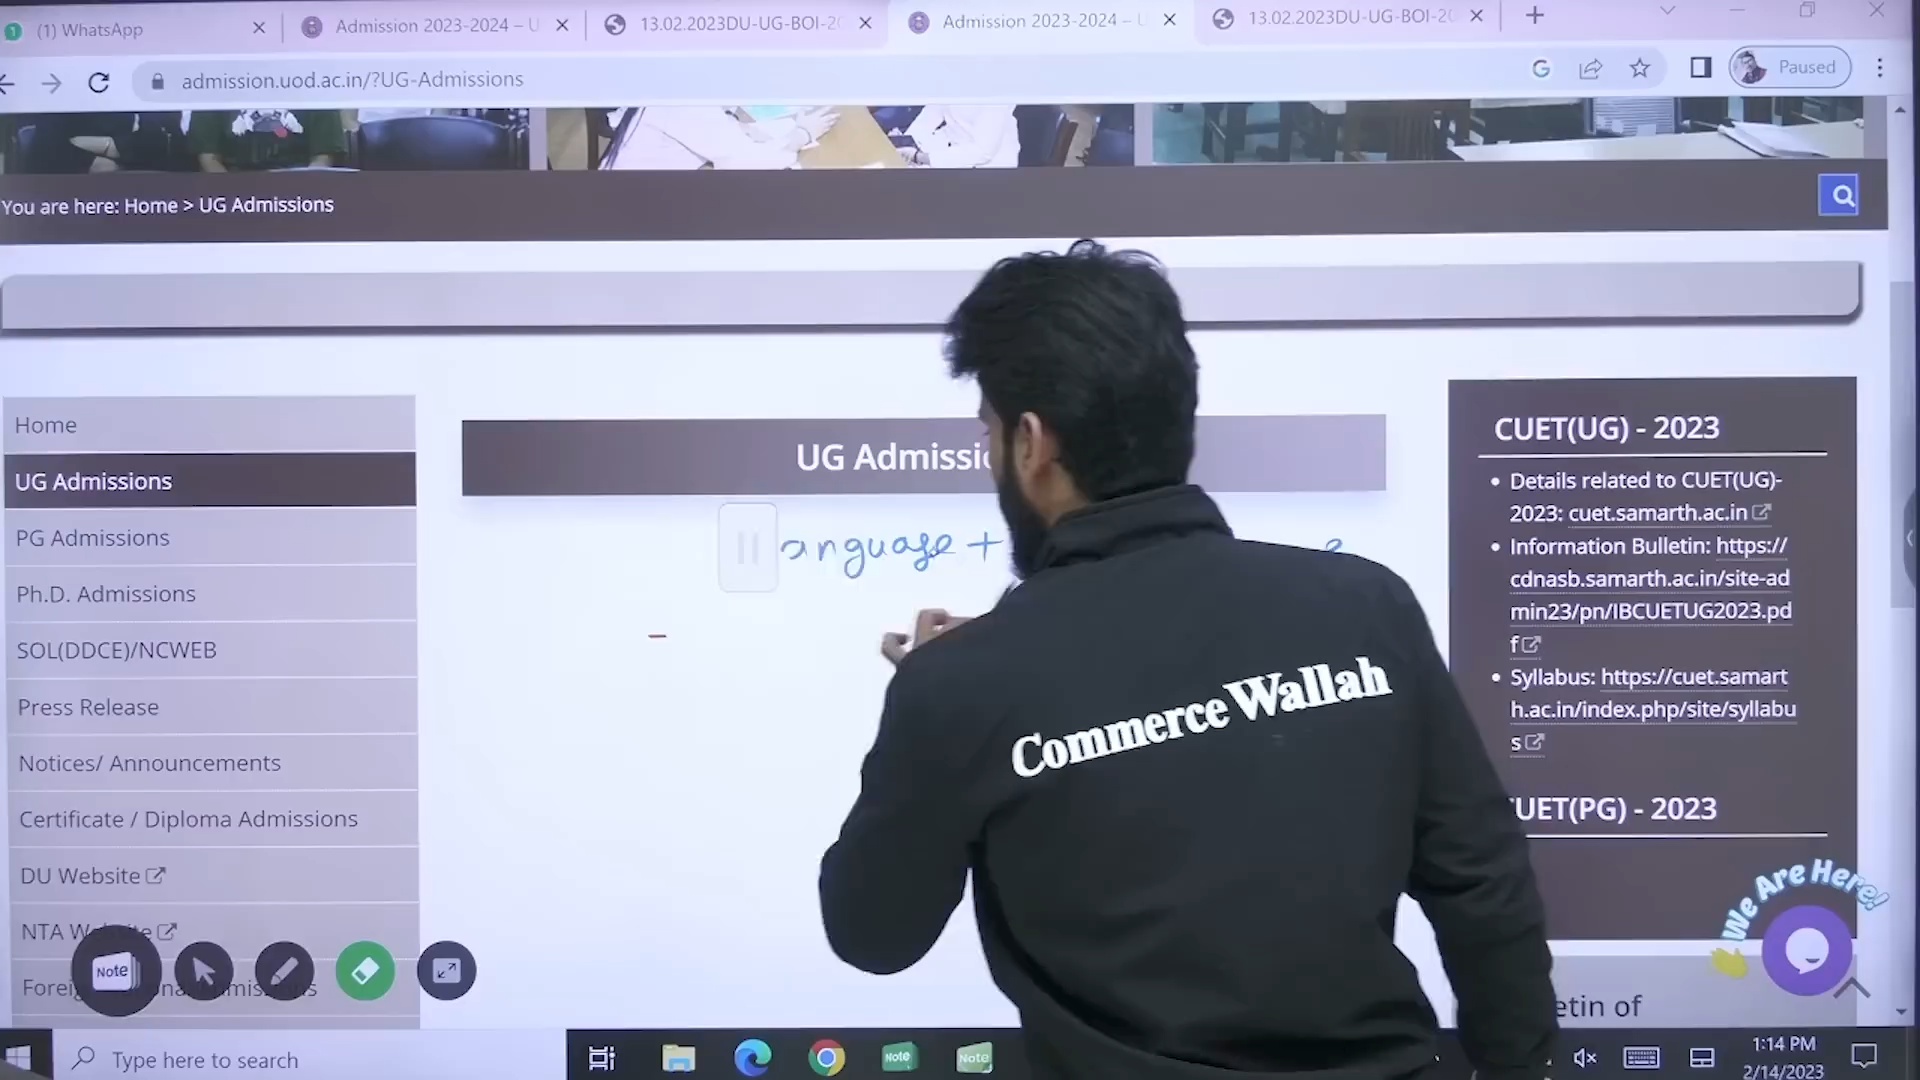 (1) WhatsApp
Admission 2023-2024 – U
13.02.2023DU-UG-BOI-20
Admission 2023-2024 – U
13.02.2023DU-UG-BOI-20
admission.uod.ac.in/?UG-Admissions
Paused
You are here: Home > UG Admissions
Home
UG Admissions
PG Admissions
Ph.D. Admissions
SOL(DDCE)/NCWEB
Press Release
Notices/ Announcements
Certificate / Diploma Admissions
DU Website
NTA
UG Admissi
anguage +
Commerce Wallah
CUET(UG) - 2023
• Details related to CUET(UG)-
2023: cuet.samarth.ac.in
• Information Bulletin: https://
cdnasb.samarth.ac.in/site-ad
min23/pn/IBCUETUG2023.pd
f
• Syllabus: https://cuet.samart
h.ac.in/index.php/site/syllabu
s
UET(PG) - 2023
We Are Here!
etin of
Note
Type here to search
Note
Note
1:14 PM
2/14/2023